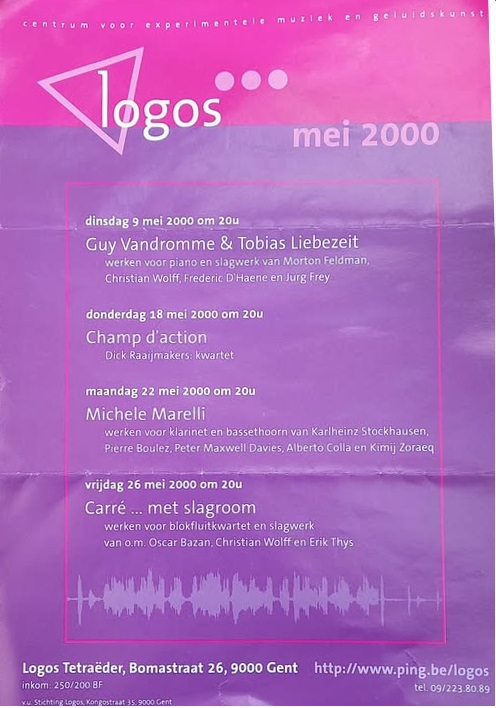 centrum voor experimentele muziek en geluidskunst
logos
mei 2000
dinsdag 9 mei 2000 om 20u
Guy Vandromme & Tobias Liebezeit
werken voor piano en slagwerk van Morton Feldman,
Christian Wolff, Frederic D'Haene en Jürg Frey
donderdag 18 mei 2000 om 20u
Champ d'action
Dick Raaijmakers: kwartet
maandag 22 mei 2000 om 20u
Michele Marelli
werken voor klarinet en bassethoorn van Karlheinz Stockhausen,
Pierre Boulez, Peter Maxwell Davies, Alberto Colla en Kimij Zoraeq
vrijdag 26 mei 2000 om 20u
Carré ... met slagroom
werken voor blokfluitkwartet en slagwerk
van o.m. Oscar Bazan, Christian Wolff en Erik Thys
Logos Tetraëder, Bomastraat 26, 9000 Gent http://www.ping.be/logos
inkom: 250/200 BF tel. 09/223.80.89
v.u. Stichting Logos, Kongostraat 35, 9000 Gent